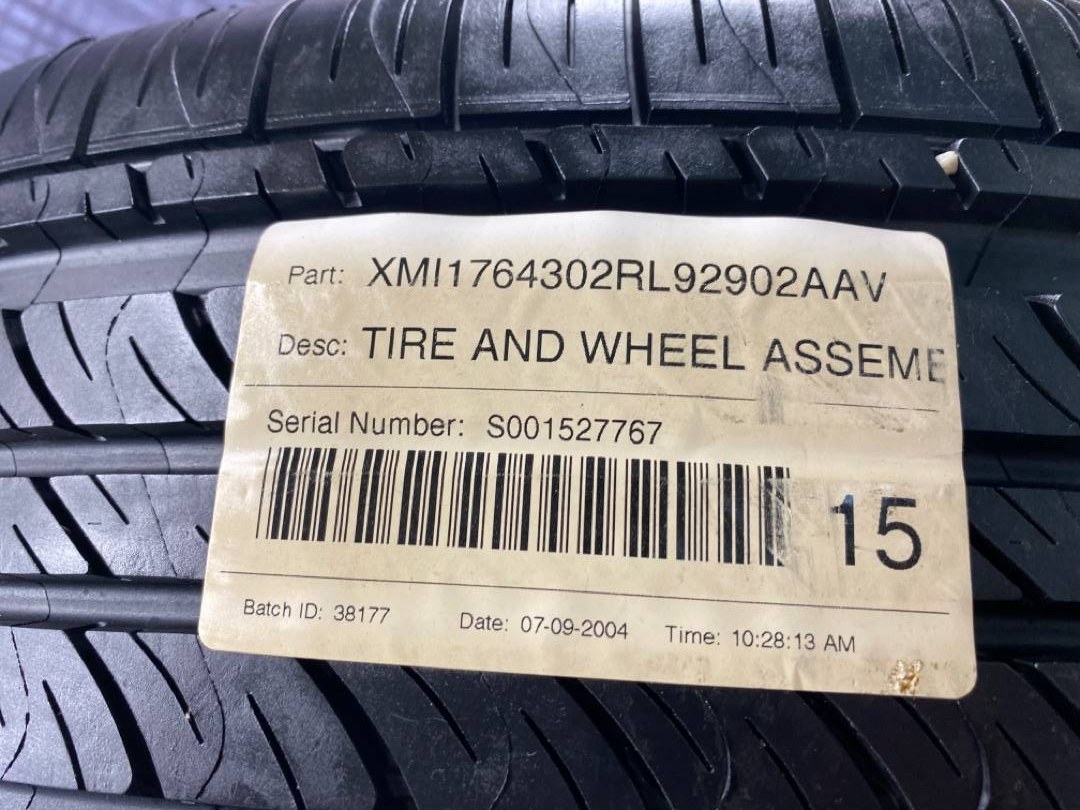 Part: XMI1764302RL92902AAV
Desc: TIRE AND WHEEL ASSEMB
Serial Number: S001527767
15
Batch ID: 38177 Date: 07-09-2004 Time: 10:28:13 AM